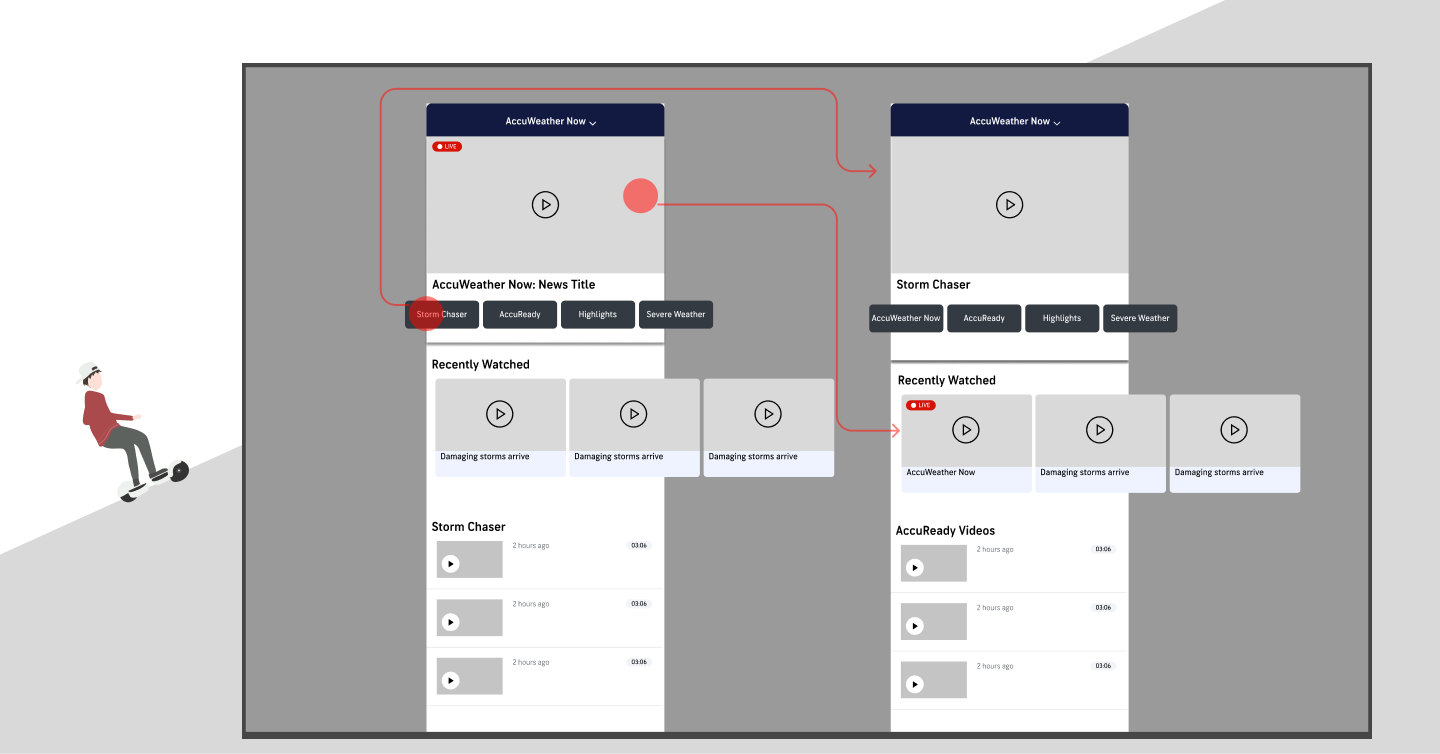 AccuWeather Now
LIVE
AccuWeather Now: News Title
Storm Chaser AccuReady Highlights Severe Weather
Recently Watched
Damaging storms arrive Damaging storms arrive Damaging storms arrive
Storm Chaser
2 hours ago 03:06
2 hours ago 03:06
2 hours ago 03:06
AccuWeather Now
Storm Chaser
AccuWeather Now AccuReady Highlights Severe Weather
Recently Watched
LIVE
AccuWeather Now Damaging storms arrive Damaging storms arrive
AccuReady Videos
2 hours ago 03:06
2 hours ago 03:06
2 hours ago 03:06